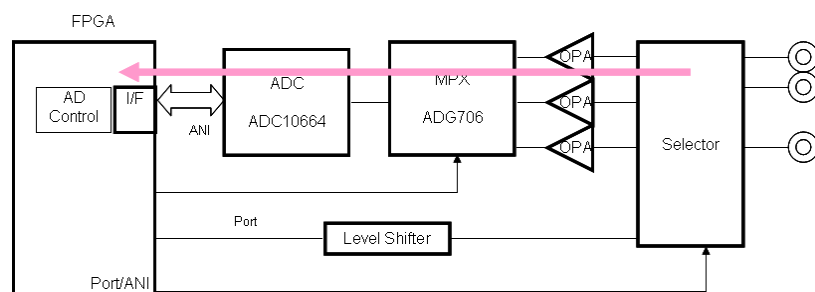 FPGA
AD
Control
I/F
ANI
ADC
ADC10664
MPX
ADG706
OPA
OPA
OPA
Selector
Port
Level Shifter
Port/ANI